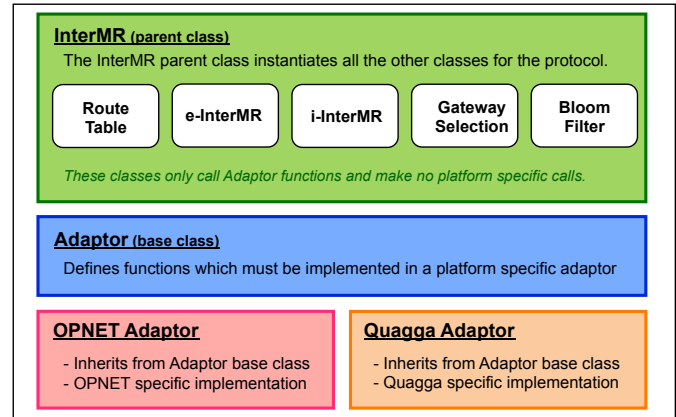 InterMR (parent class)
The InterMR parent class instantiates all the other classes for the protocol.
Route
Table
e-InterMR
i-InterMR
Gateway
Selection
Bloom
Filter
These classes only call Adaptor functions and make no platform specific calls.
Adaptor (base class)
Defines functions which must be implemented in a platform specific adaptor
OPNET Adaptor
- Inherits from Adaptor base class
- OPNET specific implementation
Quagga Adaptor
- Inherits from Adaptor base class
- Quagga specific implementation